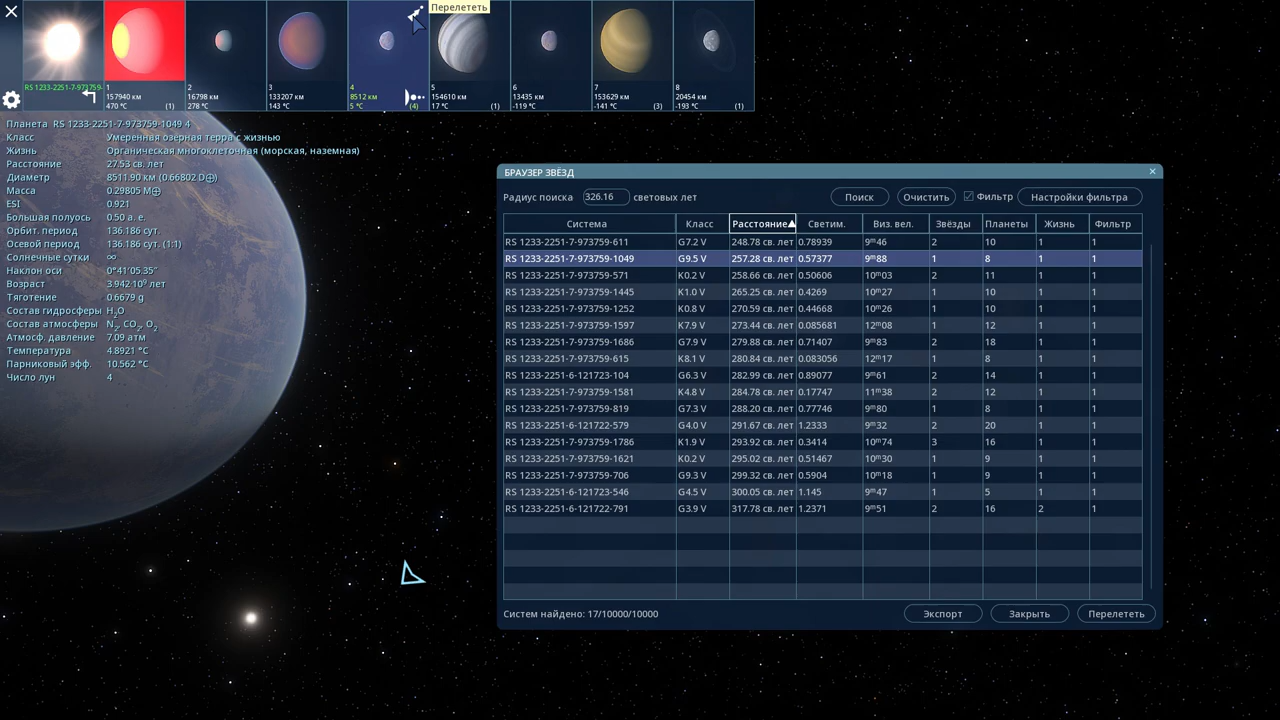 Перелететь
RS 1233-2251-7-973759-
1
157940 км
470 °C (1)
2
16798 км
278 °C
3
133207 км
143 °C
4
8512 км
5 °C (4)
5
154610 км
17 °C (1)
6
13435 км
-119 °C
7
153629 км
-141 °C (3)
8
20454 км
-193 °C (1)
Планета RS 1233-2251-7-973759-1049 4
Класс Умеренная озёрная терра с жизнью
Жизнь Органическая многоклеточная (морская, наземная)
Расстояние 27.53 св. лет
Диаметр 8511.90 км (0.66802 D⊕)
Масса 0.29805 M⊕
ESI 0.921
Большая полуось 0.50 а. е.
Орбит. период 136.186 сут.
Осевой период 136.186 сут. (1:1)
Солнечные сутки ∞
Наклон оси 0°41'05.35"
Возраст 3.942·10⁹ лет
Тяготение 0.6679 g
Состав гидросферы H₂O
Состав атмосферы N₂, CO₂, O₂
Атмосф. давление 7.09 атм
Температура 4.8921 °C
Парниковый эфф. 10.562 °C
Число лун 4
БРАУЗЕР ЗВЁЗД
Радиус поиска 326.16 световых лет Поиск Очистить Фильтр Настройки фильтра
Система Класс Расстояние▲ Светим. Виз. вел. Звёзды Планеты Жизнь Фильтр
RS 1233-2251-7-973759-611 G7.2 V 248.78 св. лет 0.78939 9ᵐ46 2 10 1 1
RS 1233-2251-7-973759-1049 G9.5 V 257.28 св. лет 0.57377 9ᵐ88 1 8 1 1
RS 1233-2251-7-973759-571 K0.2 V 258.66 св. лет 0.50606 10ᵐ03 2 11 1 1
RS 1233-2251-7-973759-1445 K1.0 V 265.25 св. лет 0.4269 10ᵐ27 1 10 1 1
RS 1233-2251-7-973759-1252 K0.8 V 270.59 св. лет 0.44668 10ᵐ26 1 10 1 1
RS 1233-2251-7-973759-1597 K7.9 V 273.44 св. лет 0.085681 12ᵐ08 1 12 1 1
RS 1233-2251-7-973759-1686 G7.9 V 279.88 св. лет 0.71407 9ᵐ83 2 18 1 1
RS 1233-2251-7-973759-615 K8.1 V 280.84 св. лет 0.083056 12ᵐ17 1 8 1 1
RS 1233-2251-6-121723-104 G6.3 V 282.99 св. лет 0.89077 9ᵐ61 2 14 1 1
RS 1233-2251-7-973759-1581 K4.8 V 284.78 св. лет 0.17747 11ᵐ38 2 12 1 1
RS 1233-2251-7-973759-819 G7.3 V 288.20 св. лет 0.77746 9ᵐ80 1 8 1 1
RS 1233-2251-6-121722-579 G4.0 V 291.67 св. лет 1.2333 9ᵐ32 2 20 1 1
RS 1233-2251-7-973759-1786 K1.9 V 293.92 св. лет 0.3414 10ᵐ74 3 16 1 1
RS 1233-2251-7-973759-1621 K0.2 V 295.02 св. лет 0.51467 10ᵐ30 1 9 1 1
RS 1233-2251-7-973759-706 G9.3 V 299.32 св. лет 0.5904 10ᵐ18 1 9 1 1
RS 1233-2251-6-121723-546 G4.5 V 300.05 св. лет 1.145 9ᵐ47 1 5 1 1
RS 1233-2251-6-121722-791 G3.9 V 317.78 св. лет 1.2371 9ᵐ51 2 16 2 1
Систем найдено: 17/10000/10000 Экспорт Закрыть Перелететь